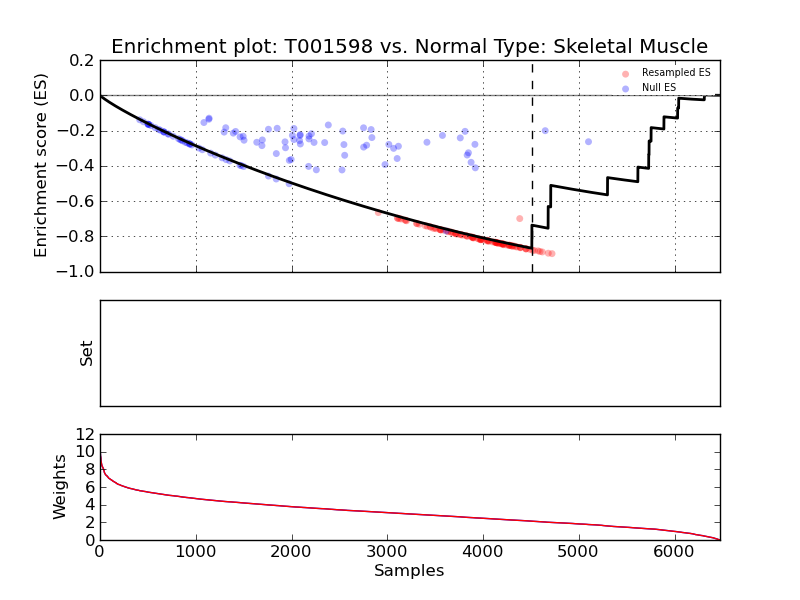 Enrichment plot: T001598 vs. Normal Type: Skeletal Muscle
Enrichment score (ES)
0.2
0.0
−0.2
−0.4
−0.6
−0.8
−1.0
Resampled ES
Null ES
Set
Weights
12
10
8
6
4
2
0
0 1000 2000 3000 4000 5000 6000
Samples